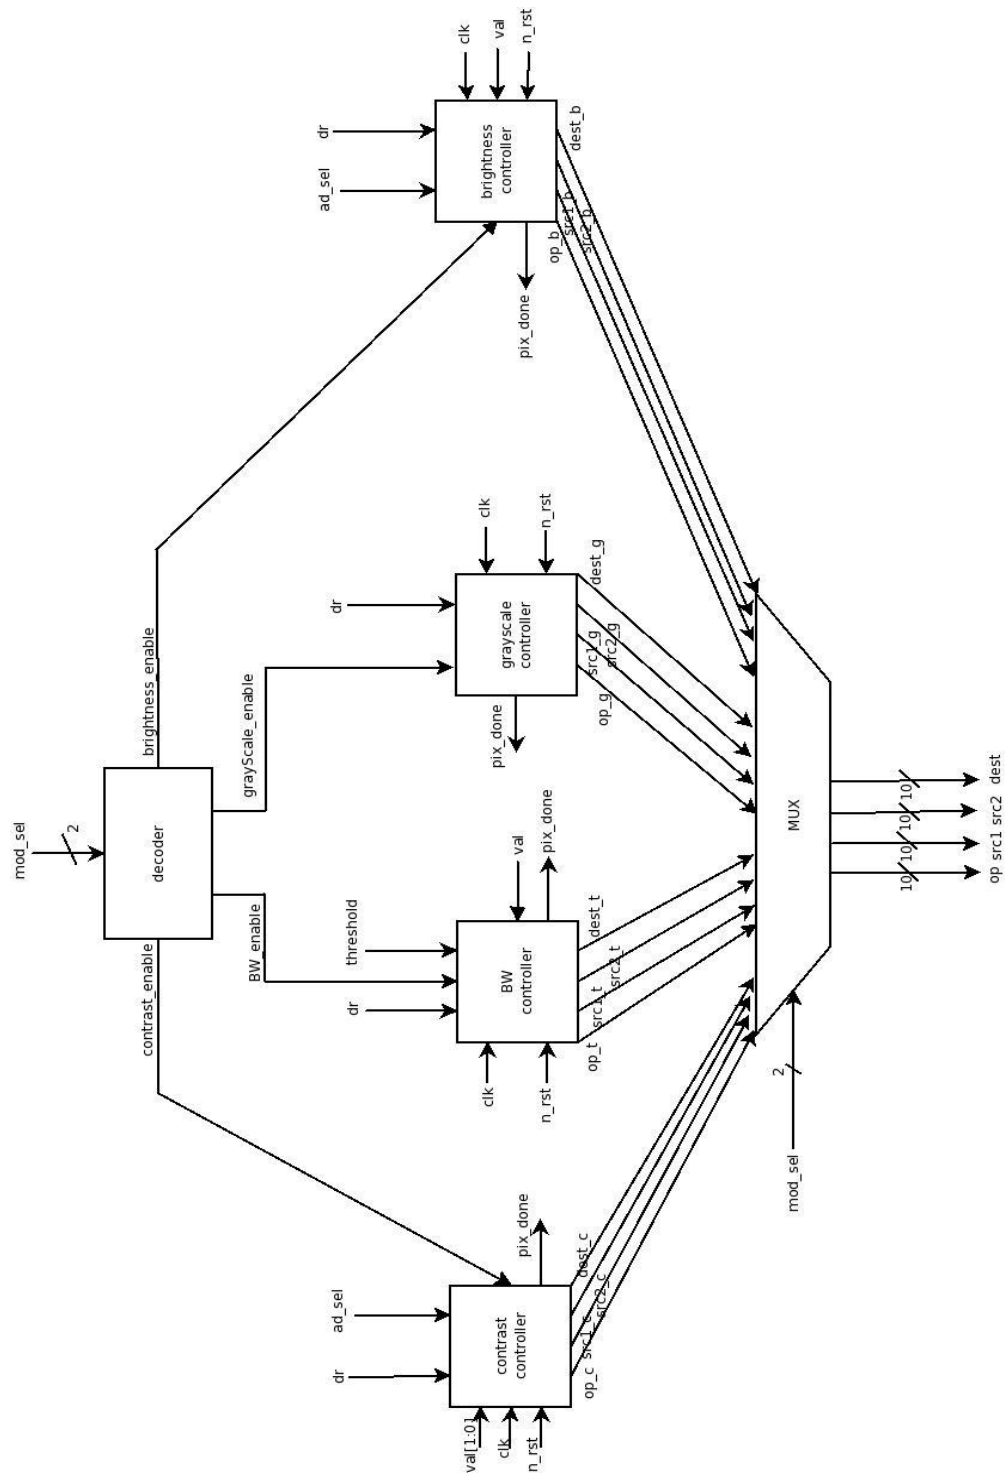 mod_sel
2
decoder
contrast_enable
BW_enable
grayScale_enable
brightness_enable
dr
ad_sel
val[1:0]
clk
n_rst
contrast
controller
pix_done
op_c
src1_c
src2_c
dest_c
dr
threshold
clk
n_rst
BW
controller
val
pix_done
op_t
src1_t
src2_t
dest_t
dr
pix_done
grayscale
controller
clk
n_rst
op_g
src1_g
src2_g
dest_g
ad_sel
dr
pix_done
brightness
controller
clk
val
n_rst
op_b
src1_b
src2_b
dest_b
mod_sel
2
MUX
10
10
10
10
op src1 src2 dest